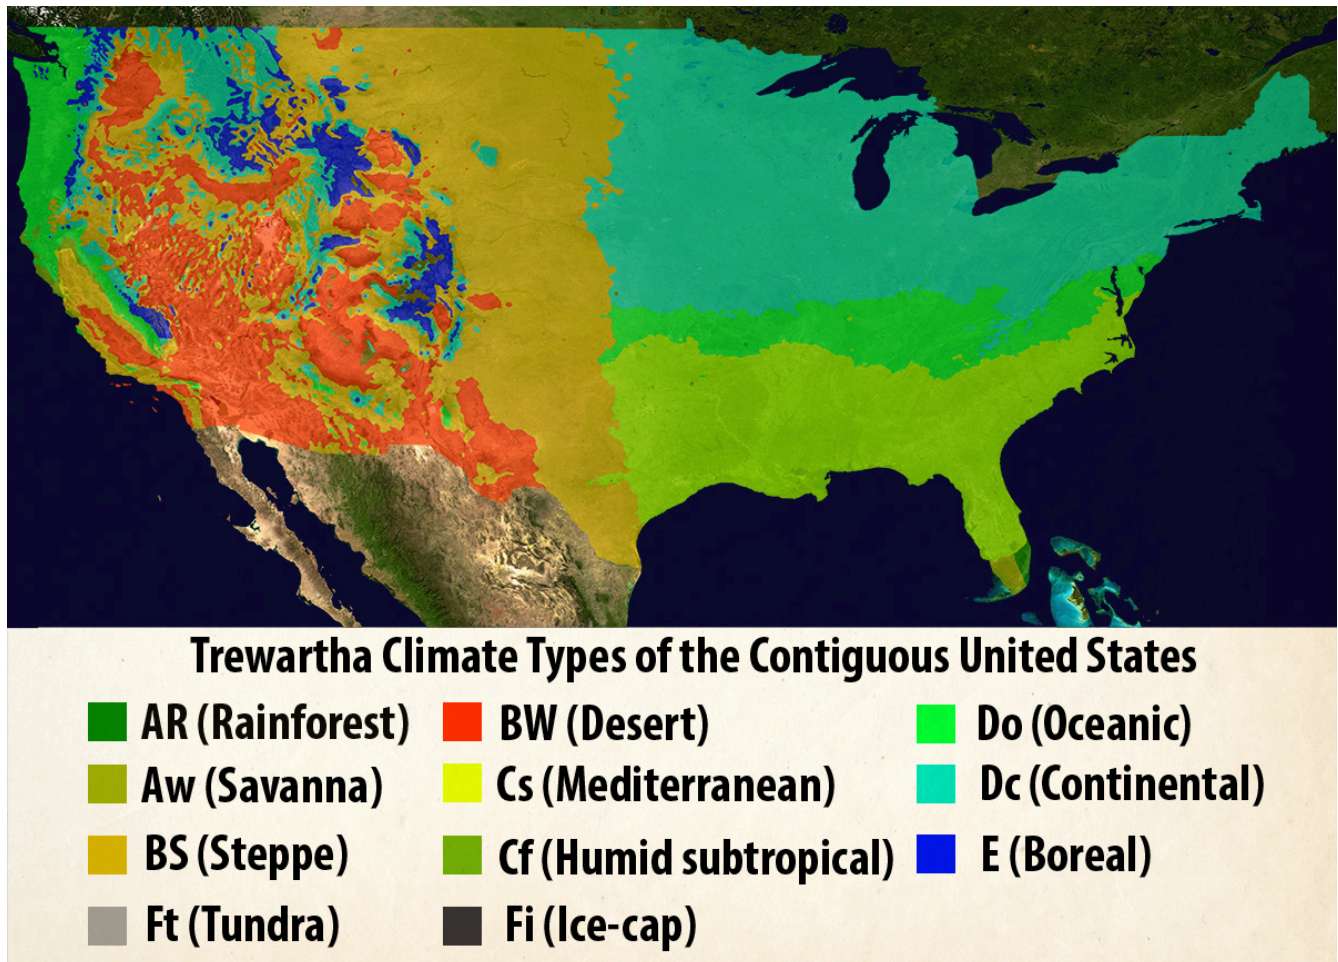 Trewartha Climate Types of the Contiguous United States
AR (Rainforest)
BW (Desert)
Do (Oceanic)
Aw (Savanna)
Cs (Mediterranean)
Dc (Continental)
BS (Steppe)
Cf (Humid subtropical)
E (Boreal)
Ft (Tundra)
Fi (Ice-cap)